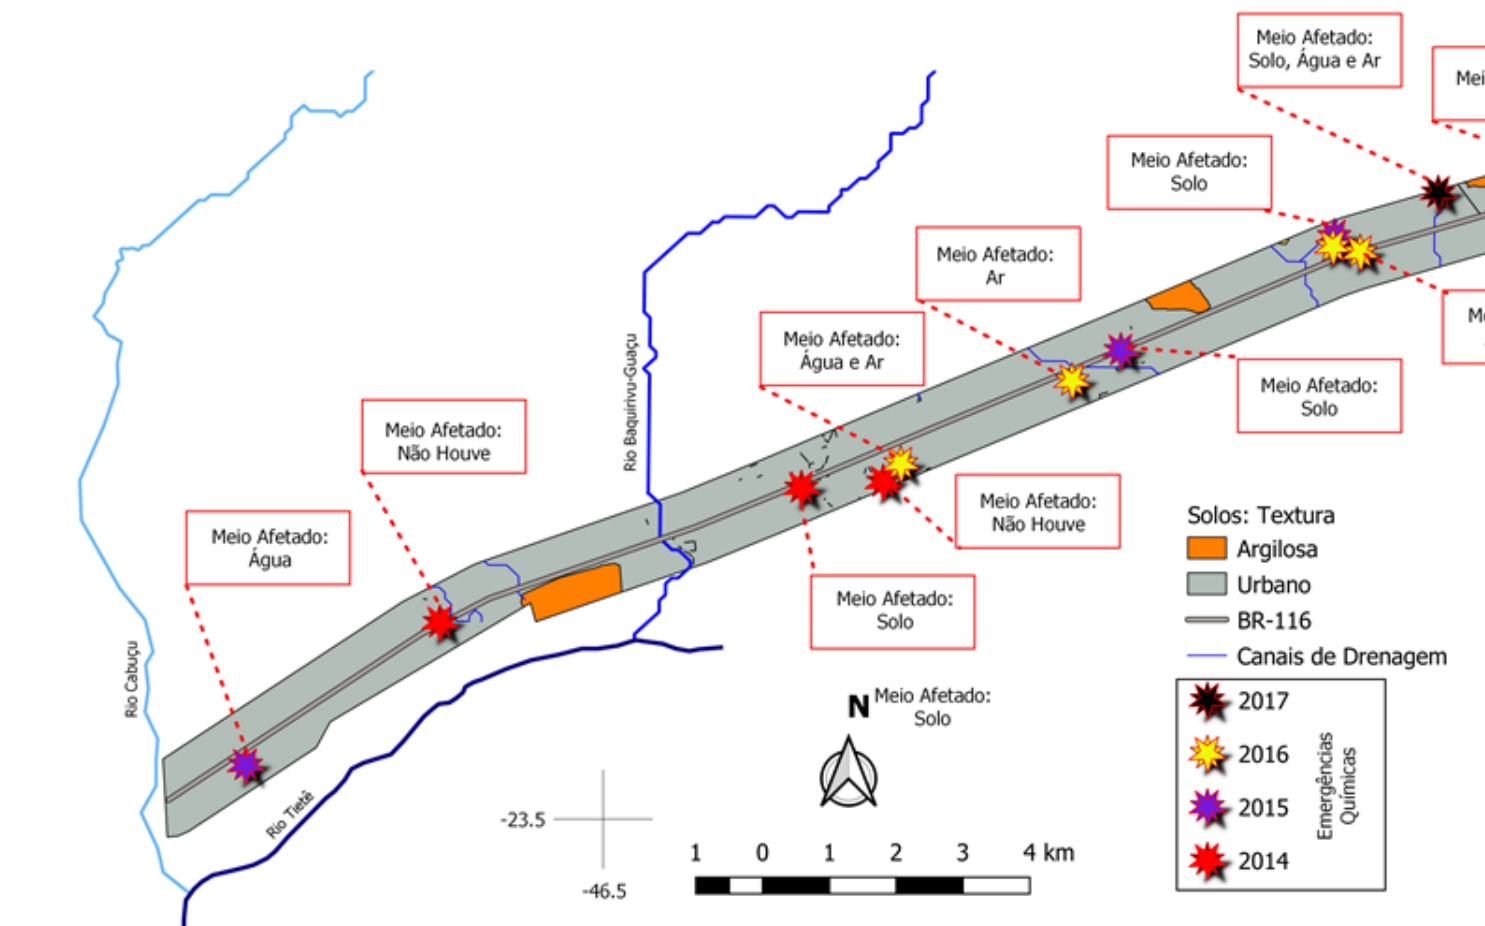 Meio Afetado:
Solo, Água e Ar
Mei
Meio Afetado:
Solo
Meio Afetado:
Ar
Meio Afetado:
Água e Ar
Meio Afetado:
Solo
Meio Afetado:
Não Houve
Meio Afetado:
Não Houve
Meio Afetado:
Água
Meio Afetado:
Solo
Rio Baquirivu-Guaçu
Rio Cabuçu
Rio Tietê
Meio Afetado:
Solo
N
-23.5
-46.5
1 0 1 2 3 4 km
Solos: Textura
Argilosa
Urbano
BR-116
Canais de Drenagem
2017
2016
2015
2014
Emergências
Químicas